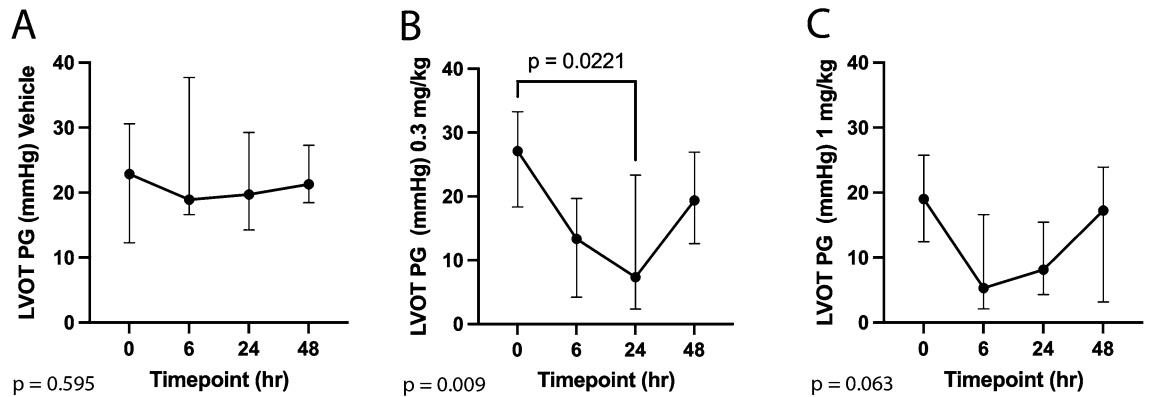 A
LVOT PG (mmHg) Vehicle
40
30
20
10
0
0 6 24 48
Timepoint (hr)
p = 0.595
B
LVOT PG (mmHg) 0.3 mg/kg
p = 0.0221
40
30
20
10
0
0 6 24 48
Timepoint (hr)
p = 0.009
C
LVOT PG (mmHg) 1 mg/kg
40
30
20
10
0
0 6 24 48
Timepoint (hr)
p = 0.063